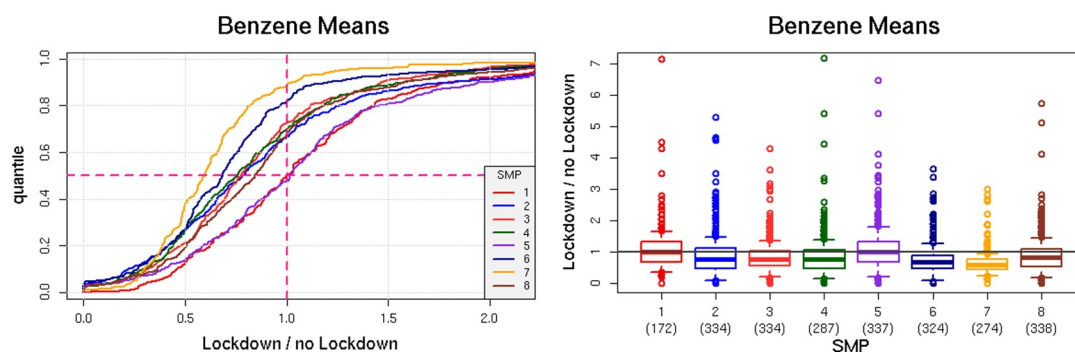 Benzene Means
quantile
1.0
0.8
0.6
0.4
0.2
0.0
SMP
1
2
3
4
5
6
7
8
0.0 0.5 1.0 1.5 2.0
Lockdown / no Lockdown
Benzene Means
Lockdown / no Lockdown
7
6
5
4
3
2
1
0
1 2 3 4 5 6 7 8
(172) (334) (334) (287) (337) (324) (274) (338)
SMP